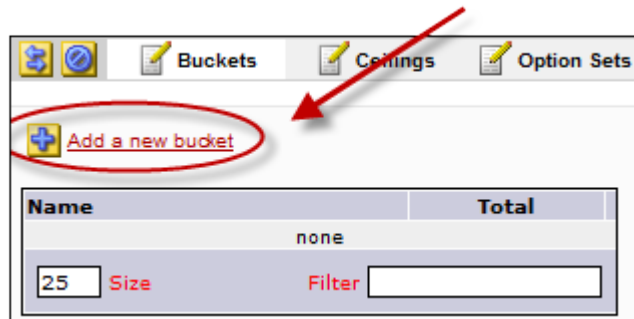 Buckets Ceilings Option Sets
Add a new bucket
Name Total
none
25 Size Filter